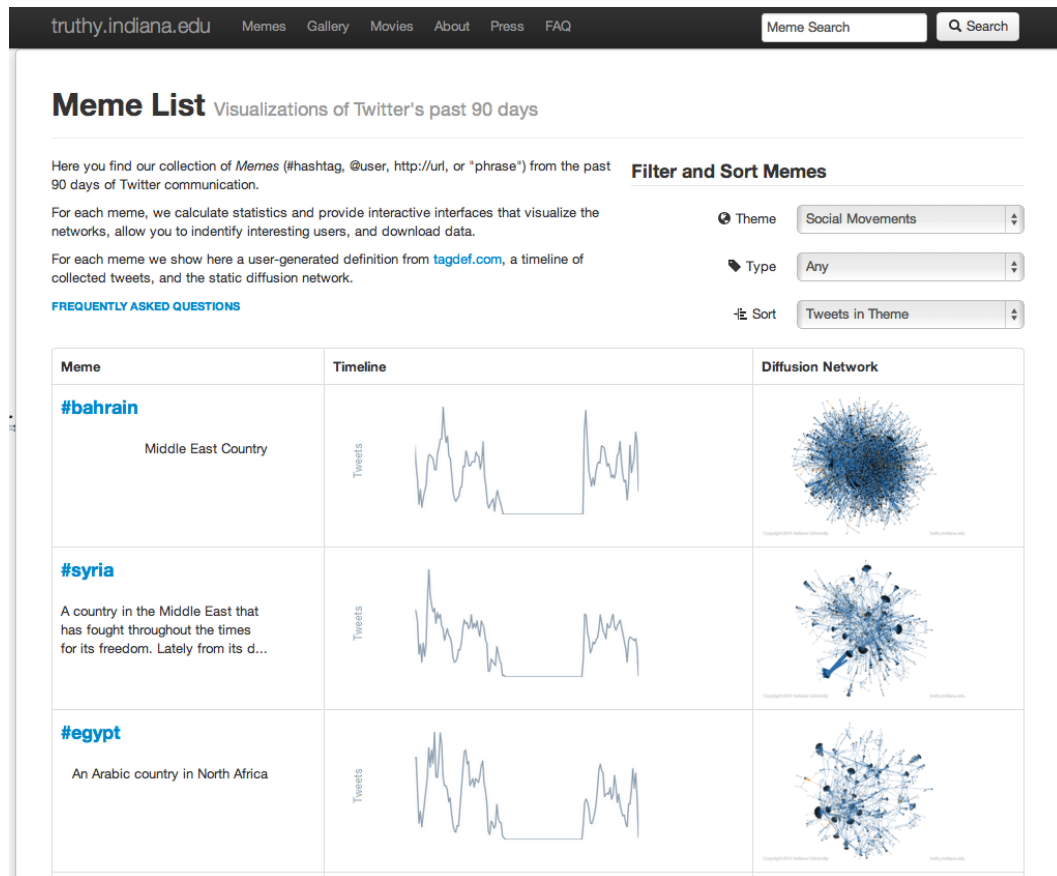 truthy.indiana.edu Memes Gallery Movies About Press FAQ Meme Search Search
Meme List Visualizations of Twitter's past 90 days
Here you find our collection of Memes (#hashtag, @user, http://url, or "phrase") from the past
90 days of Twitter communication.
For each meme, we calculate statistics and provide interactive interfaces that visualize the
networks, allow you to indentify interesting users, and download data.
For each meme we show here a user-generated definition from tagdef.com, a timeline of
collected tweets, and the static diffusion network.
FREQUENTLY ASKED QUESTIONS
Filter and Sort Memes
Theme Social Movements
Type Any
Sort Tweets in Theme
Meme Timeline Diffusion Network
#bahrain
Middle East Country
Tweets
#syria
A country in the Middle East that
has fought throughout the times
for its freedom. Lately from its d...
Tweets
#egypt
An Arabic country in North Africa
Tweets